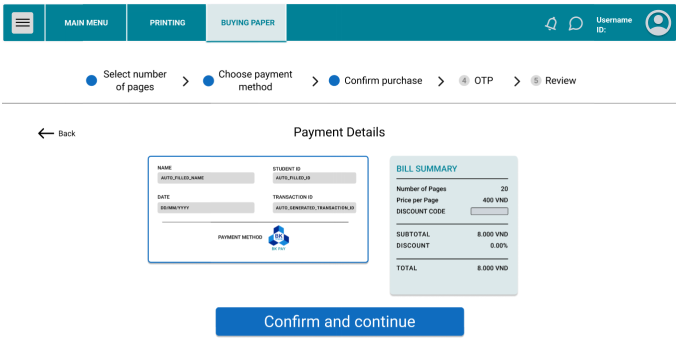 MAIN MENU
PRINTING
BUYING PAPER
Username
ID:
Select number
of pages
Choose payment
method
Confirm purchase
4 OTP
5 Review
Back
Payment Details
NAME
AUTO_FILLED_NAME
STUDENT ID
AUTO_FILLED_ID
DATE
DD/MM/YYYY
TRANSACTION ID
AUTO_GENERATED_TRANSACTION_ID
PAYMENT METHOD
BK
BK PAY
BILL SUMMARY
Number of Pages 20
Price per Page 400 VND
DISCOUNT CODE
SUBTOTAL 8.000 VND
DISCOUNT 0.00%
TOTAL 8.000 VND
Confirm and continue